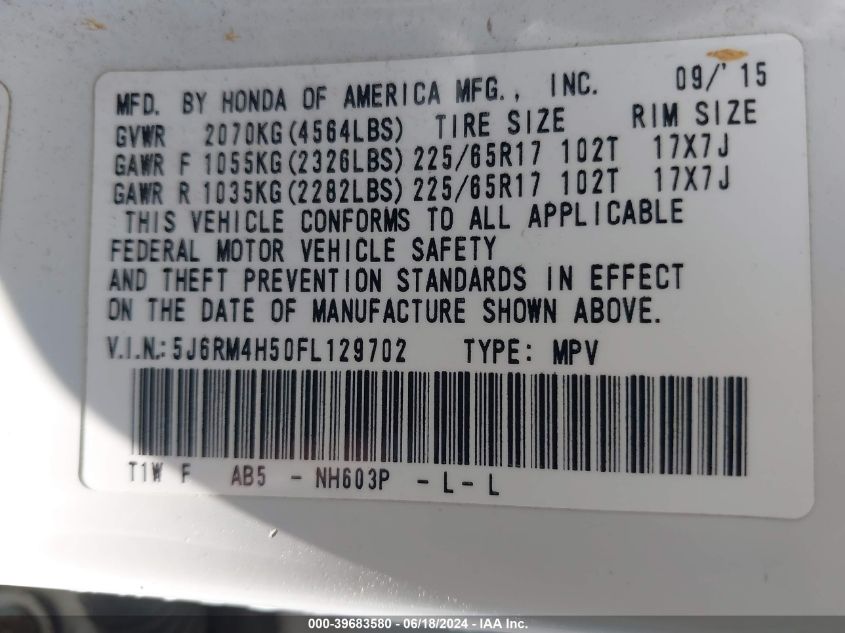 MFD. BY HONDA OF AMERICA MFG., INC. 09/'15
GVWR 2070KG(4564LBS) TIRE SIZE RIM SIZE
GAWR F 1055KG(2326LBS) 225/65R17 102T 17X7J
GAWR R 1035KG(2282LBS) 225/65R17 102T 17X7J
THIS VEHICLE CONFORMS TO ALL APPLICABLE
FEDERAL MOTOR VEHICLE SAFETY
AND THEFT PREVENTION STANDARDS IN EFFECT
ON THE DATE OF MANUFACTURE SHOWN ABOVE.
V.I.N.: 5J6RM4H50FL129702 TYPE: MPV
T1W F AB5 - NH603P - L - L
000-39683580 - 06/18/2024 - IAA Inc.